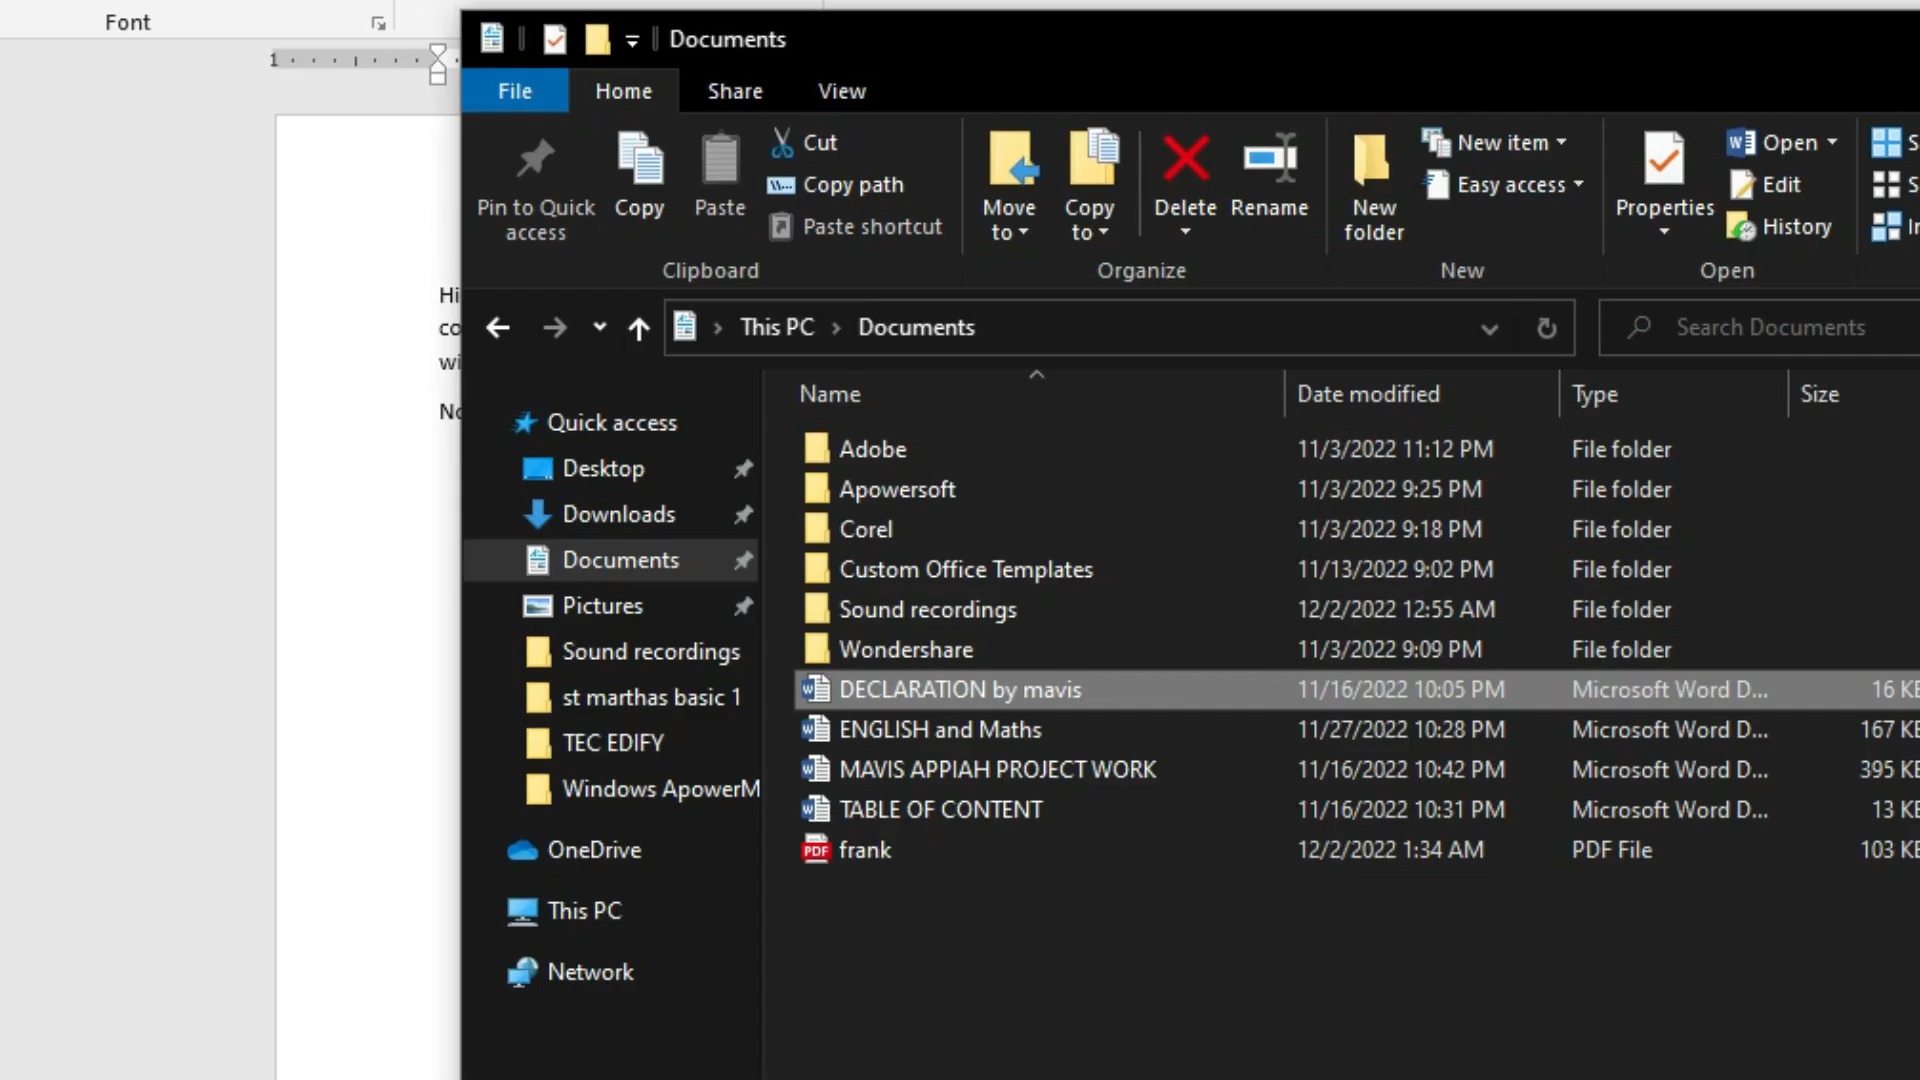 Font
1
Hi
co
wi
No
Documents
File Home Share View
Pin to Quick access
Copy
Paste
Cut
Copy path
Paste shortcut
Clipboard
Move to
Copy to
Delete
Rename
Organize
New folder
New item
Easy access
New
Properties
Open
Edit
History
Open
S
S
In
This PC Documents
Search Documents
Quick access
Desktop
Downloads
Documents
Pictures
Sound recordings
st marthas basic 1
TEC EDIFY
Windows ApowerM
OneDrive
This PC
Network
Name Date modified Type Size
Adobe 11/3/2022 11:12 PM File folder
Apowersoft 11/3/2022 9:25 PM File folder
Corel 11/3/2022 9:18 PM File folder
Custom Office Templates 11/13/2022 9:02 PM File folder
Sound recordings 12/2/2022 12:55 AM File folder
Wondershare 11/3/2022 9:09 PM File folder
DECLARATION by mavis 11/16/2022 10:05 PM Microsoft Word D... 16 KB
ENGLISH and Maths 11/27/2022 10:28 PM Microsoft Word D... 167 KB
MAVIS APPIAH PROJECT WORK 11/16/2022 10:42 PM Microsoft Word D... 395 KB
TABLE OF CONTENT 11/16/2022 10:31 PM Microsoft Word D... 13 KB
PDF frank 12/2/2022 1:34 AM PDF File 103 KB